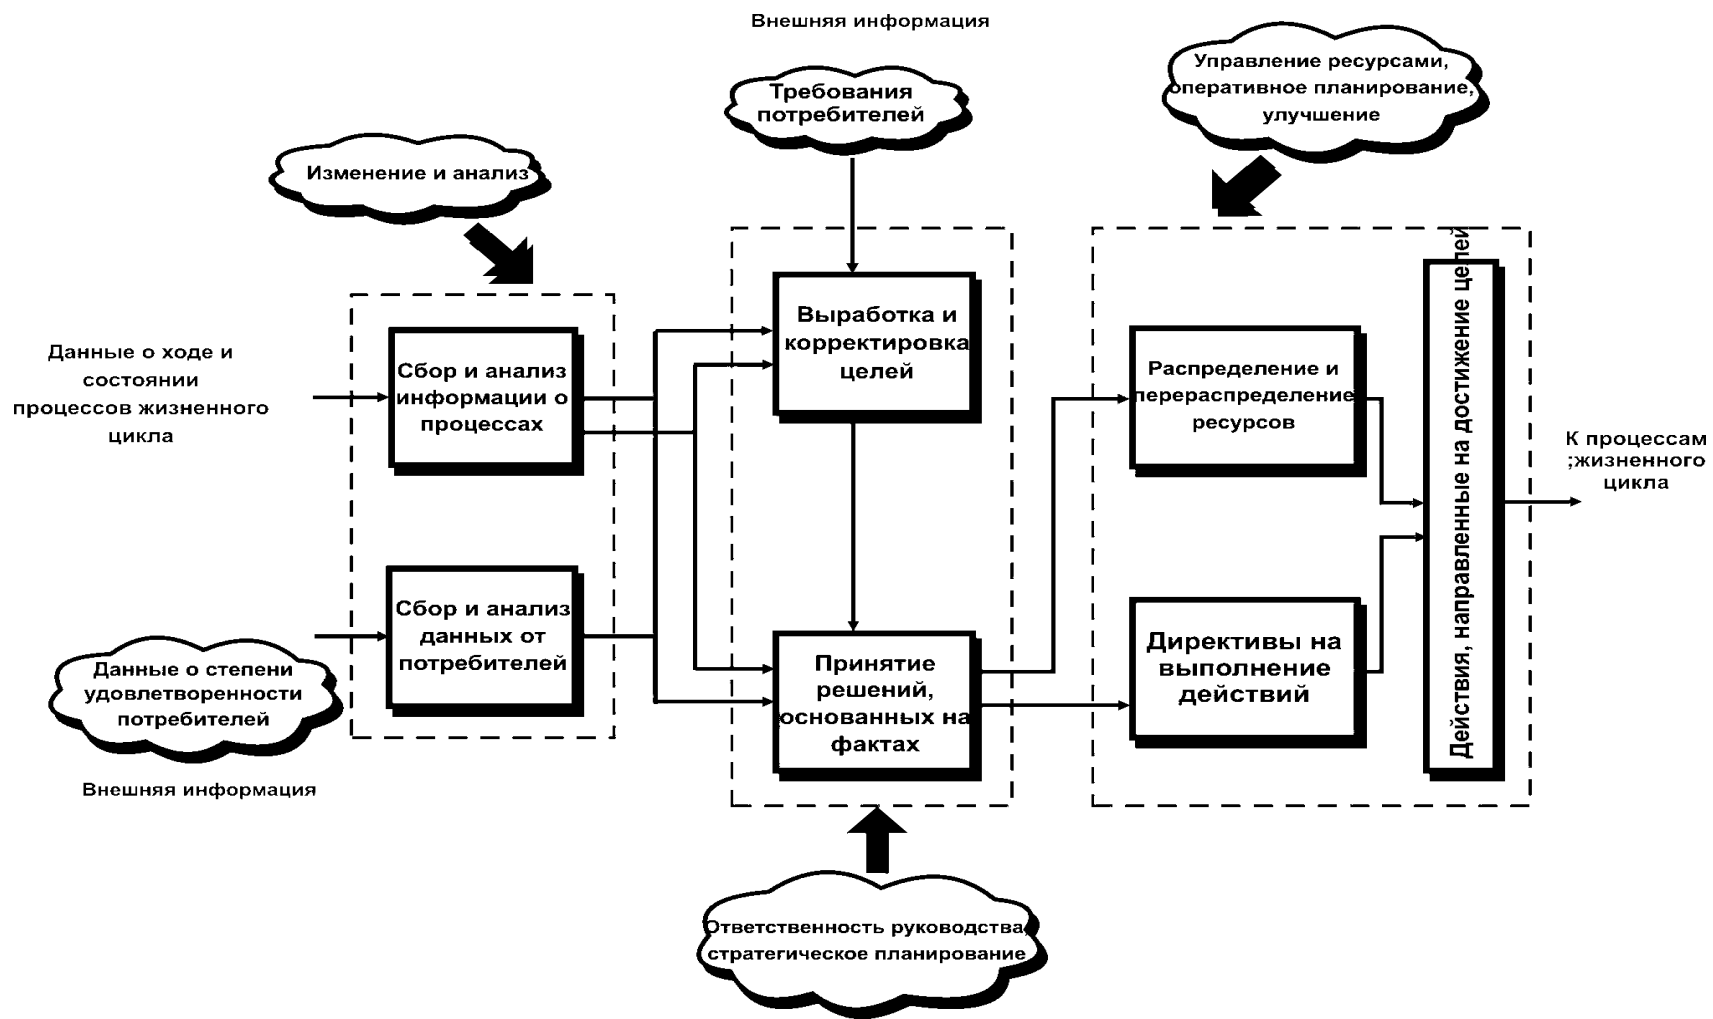 Внешняя информация
Требования
потребителей
Управление ресурсами,
оперативное планирование,
улучшение
Изменение и анализ
Данные о ходе и
состоянии
процессов жизненного
цикла
Сбор и анализ
информации о
процессах
Выработка и
корректировка
целей
Распределение и
перераспределение
ресурсов
Действия, направленные на достижение целей
К процессам
;жизненного
цикла
Данные о степени
удовлетворенности
потребителей
Внешняя информация
Сбор и анализ
данных от
потребителей
Принятие
решений,
основанных на
фактах
Директивы на
выполнение
действий
Ответственность руководства,
стратегическое планирование